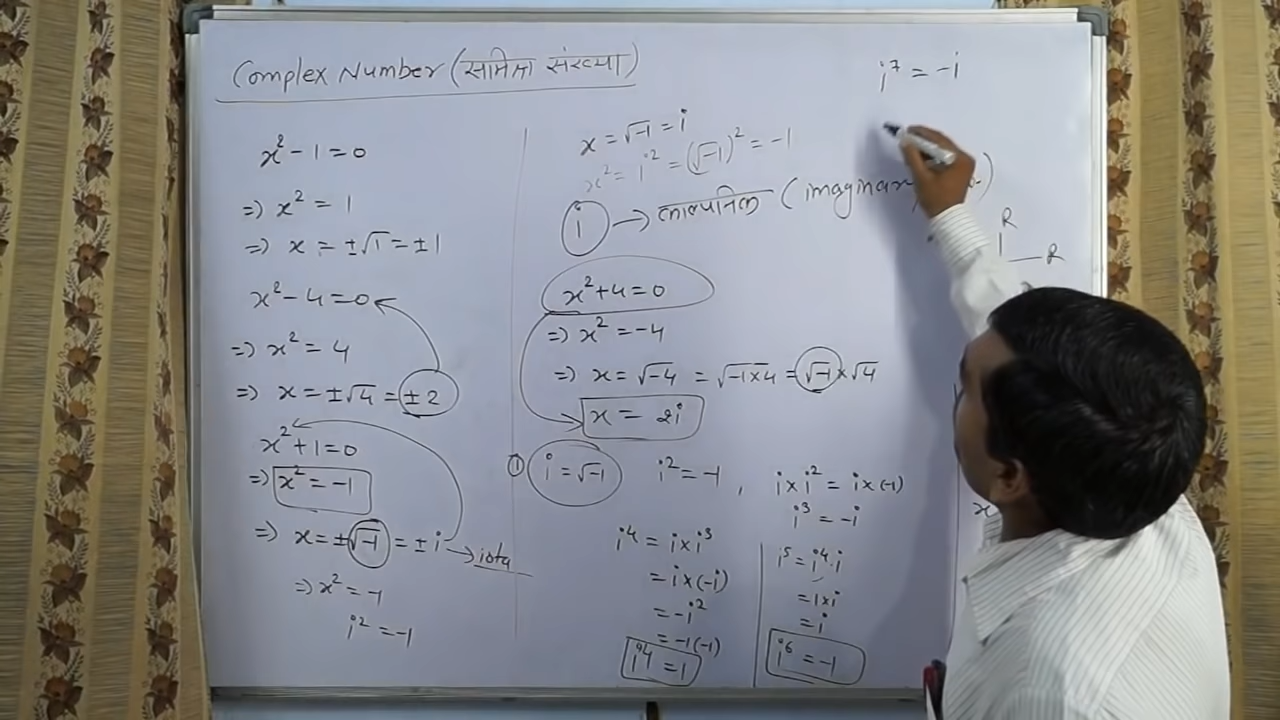 Complex Number (समिश्र संख्या)
x² - 1 = 0
=) x² = 1
=) x = ±√1 = ±1
x² - 4 = 0
=) x² = 4
=) x = ±√4 = ±2
x² + 1 = 0
=) x² = -1
=) x = ±√-1 = ±i → iota
=) x² = -1
i² = -1
x = √-1 = i
x² = i² = (√-1)² = -1
i → काल्पनिक (imaginar
x² + 4 = 0
=) x² = -4
=) x = √-4 = √-1×4 = √-1 × √4
x = 2i
① i = √-1 i² = -1 , i × i² = i × (-1)
i³ = -i
i⁴ = i × i³
= i × (-i)
= -i²
= -1(-1)
i⁴ = 1
i⁵ = i⁴·i
= 1×i
= i
i⁶ = -1
i⁷ = -i
R
R